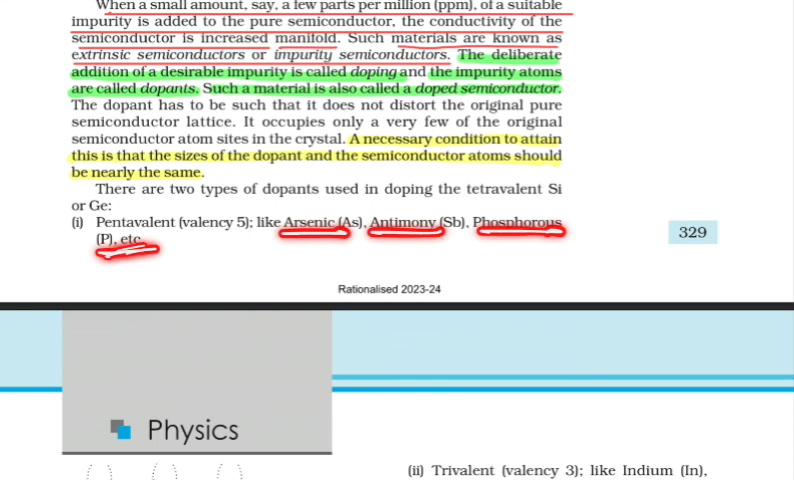 When a small amount, say, a few parts per million (ppm), of a suitable
impurity is added to the pure semiconductor, the conductivity of the
semiconductor is increased manifold. Such materials are known as
extrinsic semiconductors or impurity semiconductors. The deliberate
addition of a desirable impurity is called doping and the impurity atoms
are called dopants. Such a material is also called a doped semiconductor.
The dopant has to be such that it does not distort the original pure
semiconductor lattice. It occupies only a very few of the original
semiconductor atom sites in the crystal. A necessary condition to attain
this is that the sizes of the dopant and the semiconductor atoms should
be nearly the same.
There are two types of dopants used in doping the tetravalent Si
or Ge:
(i) Pentavalent (valency 5); like Arsenic (As), Antimony (Sb), Phosphorous
(P), etc.
329
Rationalised 2023-24
Physics
(ii) Trivalent (valency 3); like Indium (In),